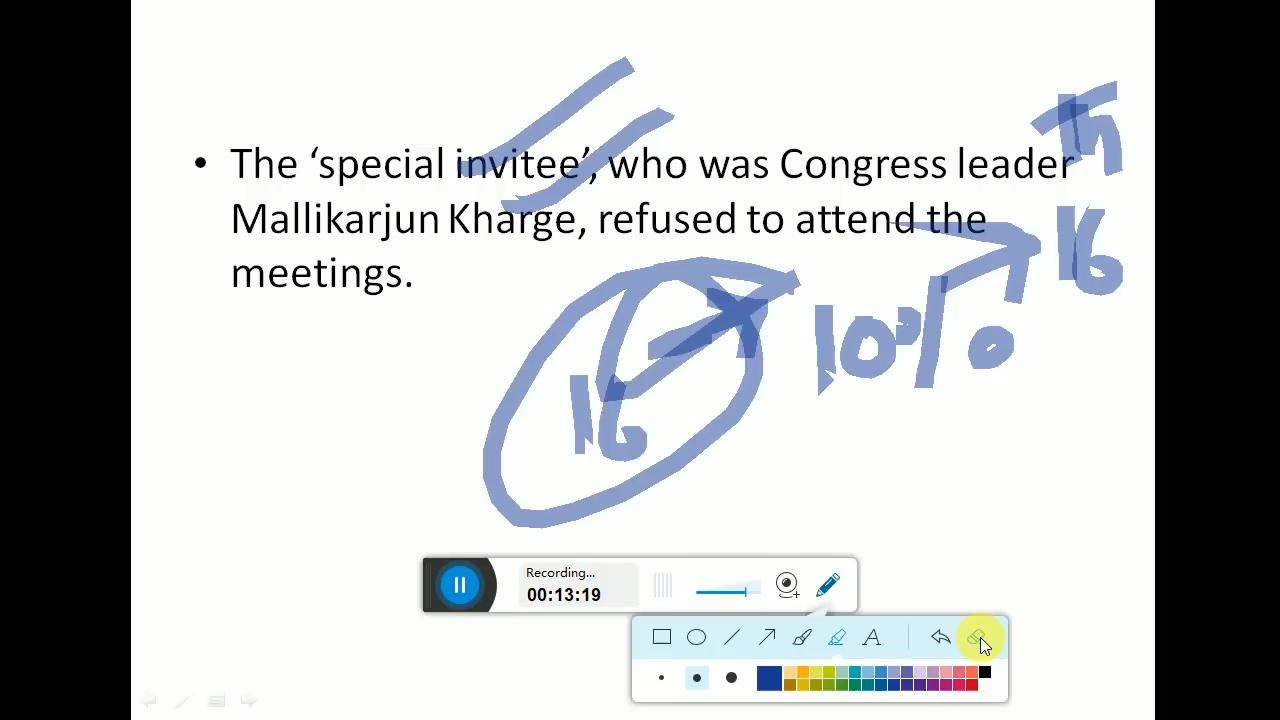 • The ‘special invitee’, who was Congress leader
Mallikarjun Kharge, refused to attend the
meetings.
16
10%
16
Recording...
00:13:19
A